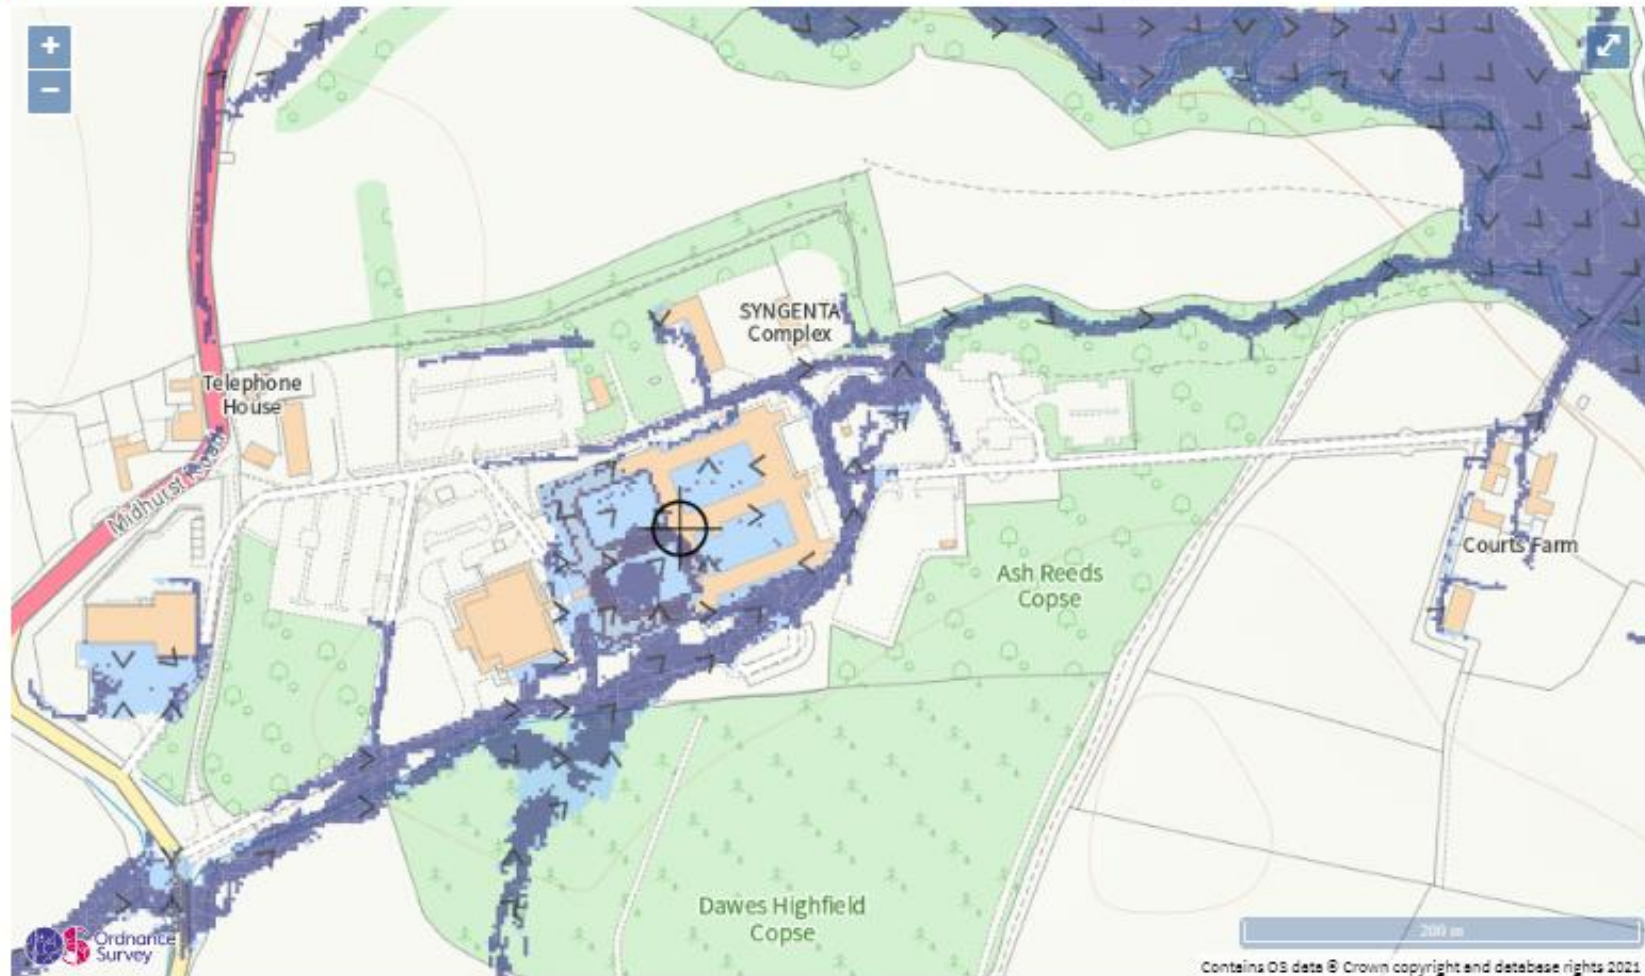 +
−
SYNGENTA
Complex
Telephone
House
Midhurst Road
Ash Reeds
Copse
Courts Farm
Dawes Highfield
Copse
Ordnance
Survey
200 m
Contains OS data © Crown copyright and database rights 2021